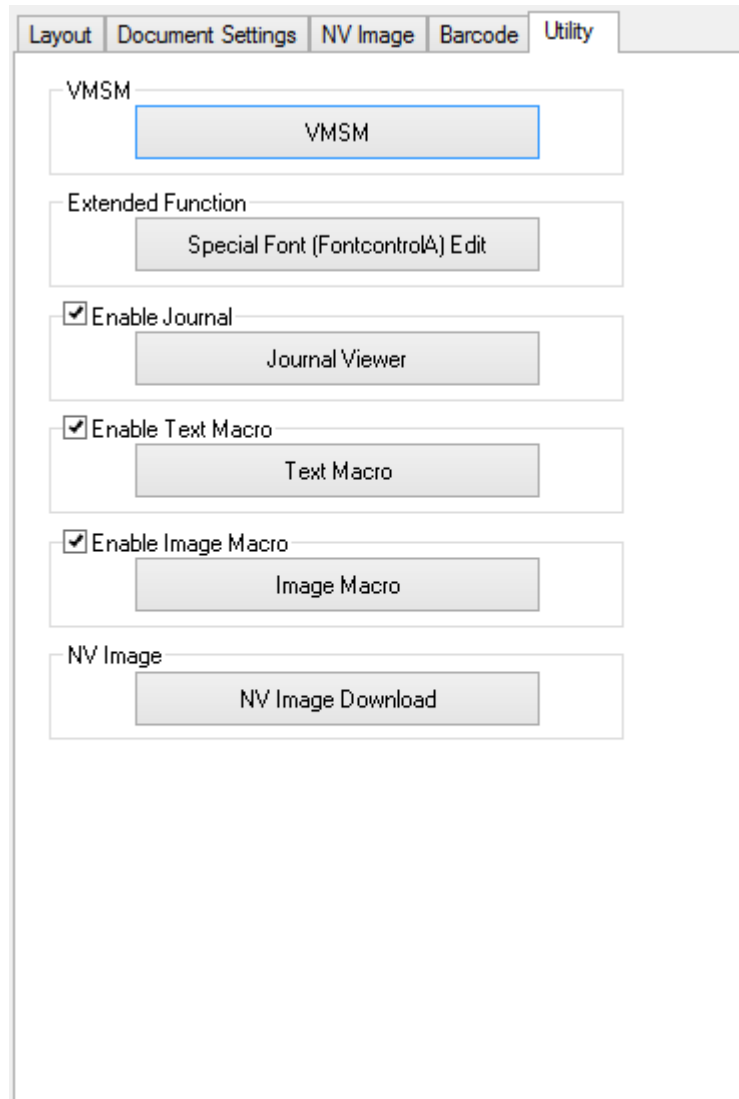 Layout Document Settings NV Image Barcode Utility
VMSM
VMSM
Extended Function
Special Font (FontcontrolA) Edit
Enable Journal
Journal Viewer
Enable Text Macro
Text Macro
Enable Image Macro
Image Macro
NV Image
NV Image Download